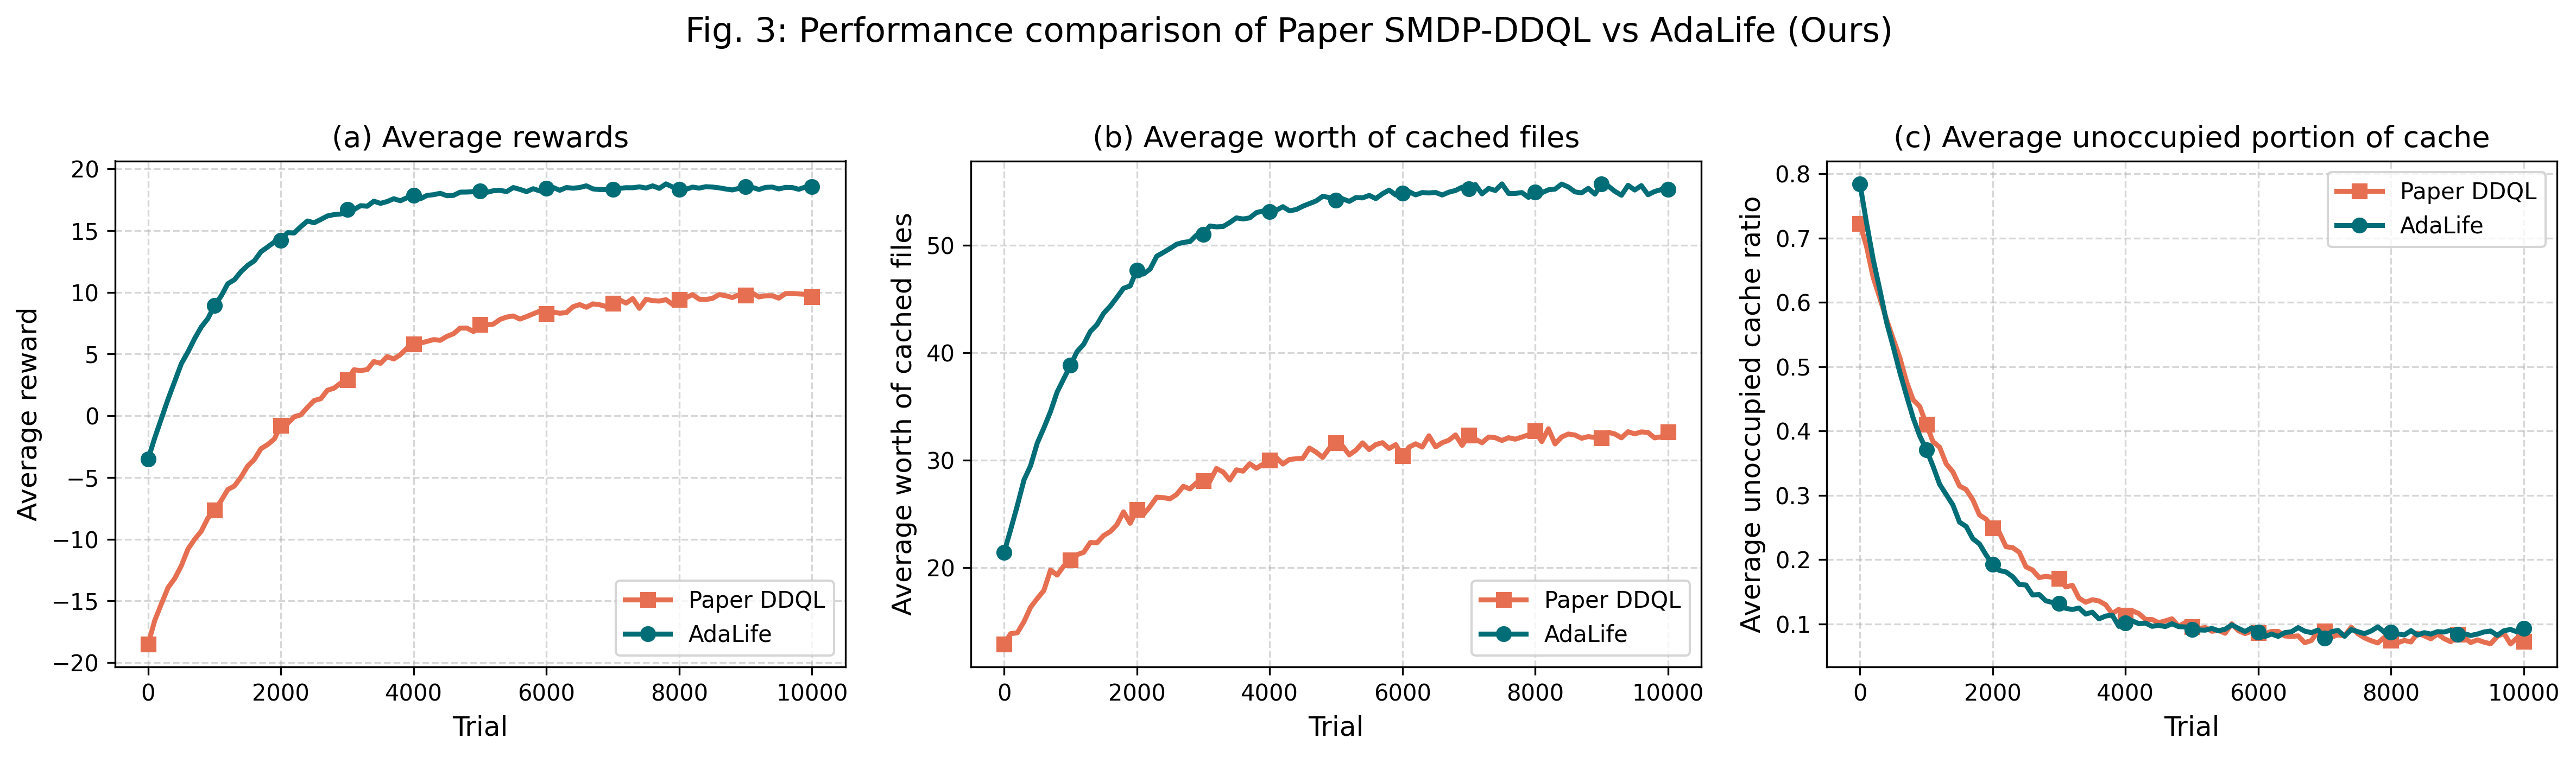 Fig. 3: Performance comparison of Paper SMDP-DDQL vs AdaLife (Ours)
(a) Average rewards
Average reward
20
15
10
5
0
−5
−10
−15
−20
0 2000 4000 6000 8000 10000
Trial
Paper DDQL
AdaLife
(b) Average worth of cached files
Average worth of cached files
50
40
30
20
0 2000 4000 6000 8000 10000
Trial
Paper DDQL
AdaLife
(c) Average unoccupied portion of cache
Average unoccupied cache ratio
0.8
0.7
0.6
0.5
0.4
0.3
0.2
0.1
0 2000 4000 6000 8000 10000
Trial
Paper DDQL
AdaLife